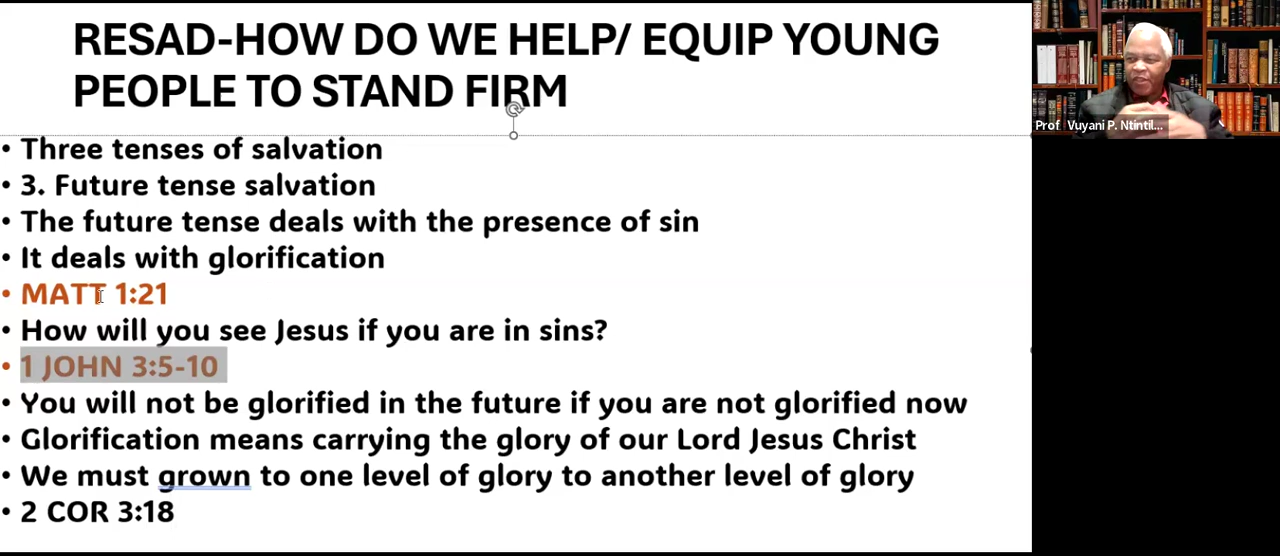 RESAD-HOW DO WE HELP/ EQUIP YOUNG
PEOPLE TO STAND FIRM
• Three tenses of salvation
• 3. Future tense salvation
• The future tense deals with the presence of sin
• It deals with glorification
• MATT 1:21
• How will you see Jesus if you are in sins?
• 1 JOHN 3:5-10
• You will not be glorified in the future if you are not glorified now
• Glorification means carrying the glory of our Lord Jesus Christ
• We must grown to one level of glory to another level of glory
• 2 COR 3:18
Prof Vuyani P. Ntintil...